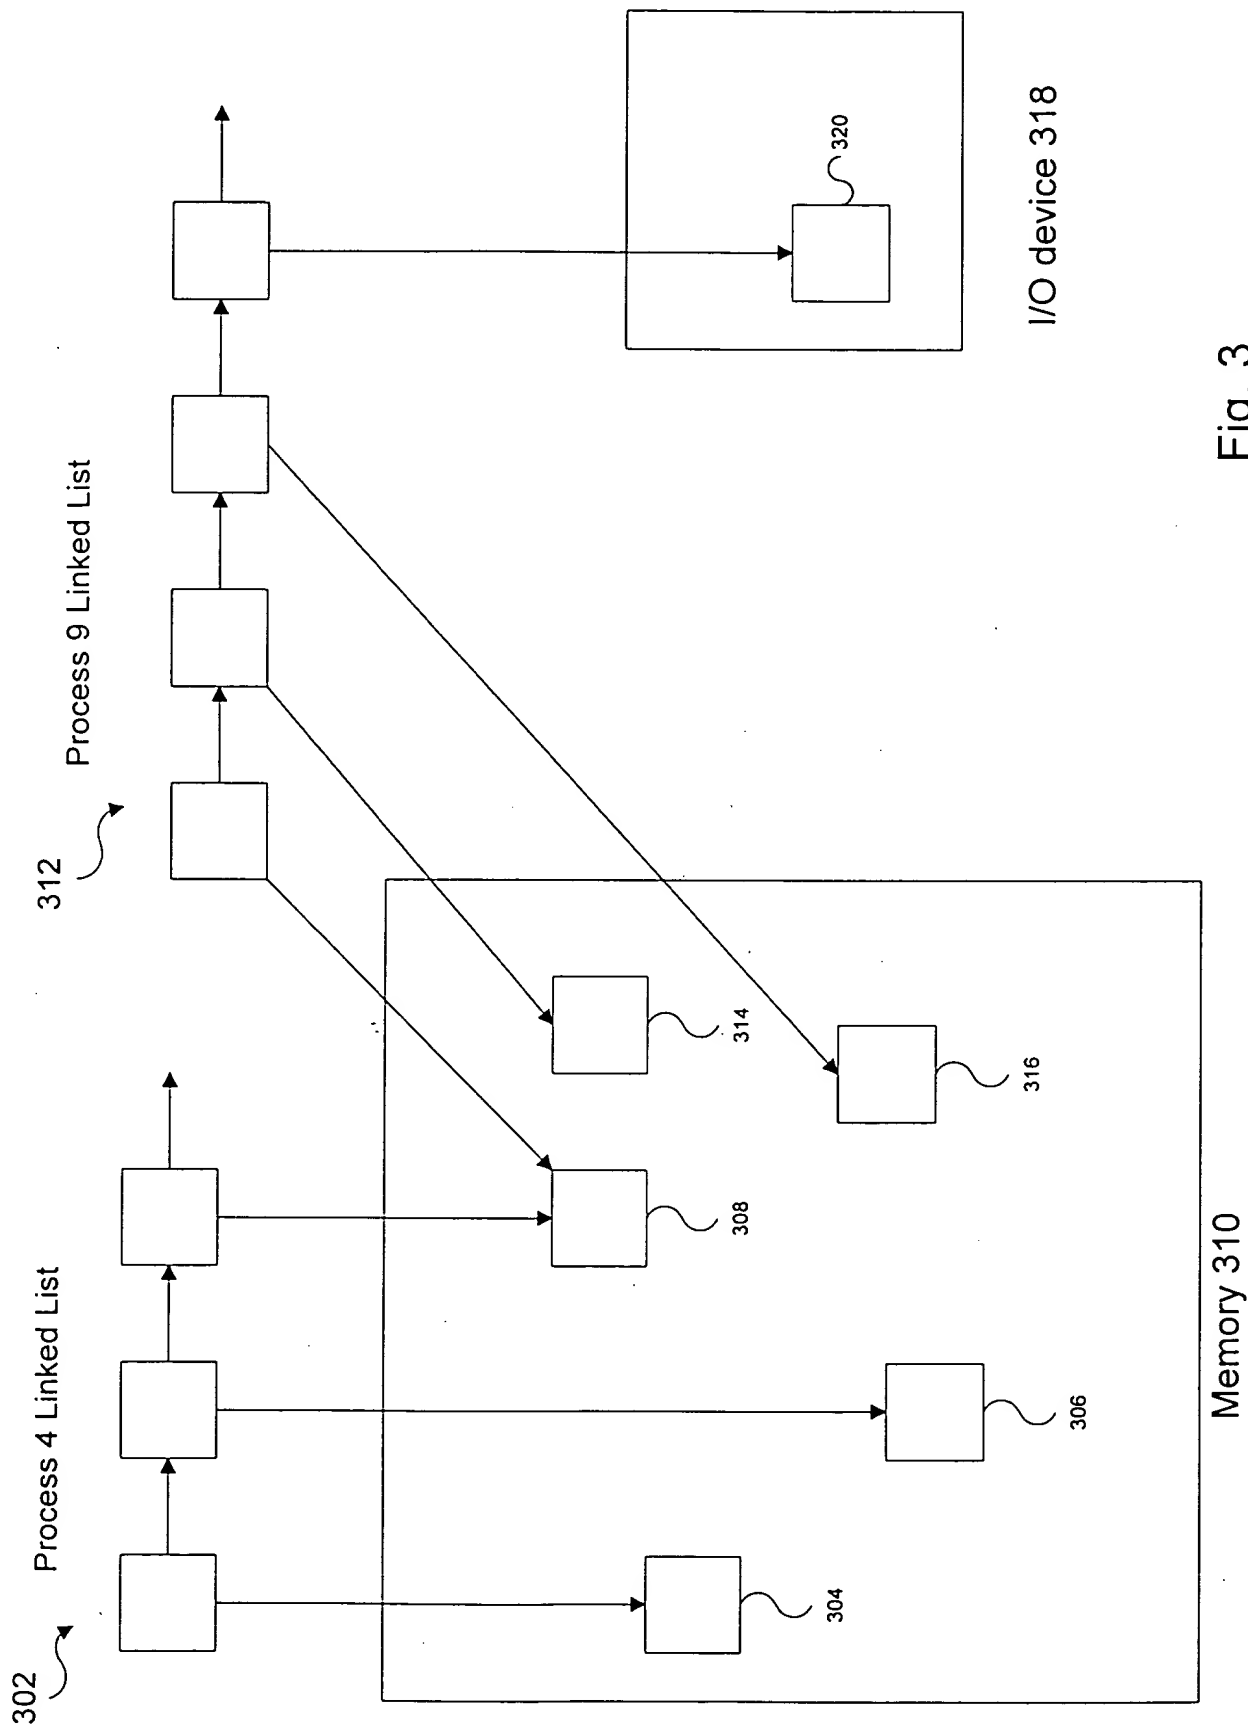 302
Process 4 Linked List
312
Process 9 Linked List
304
306
308
314
316
320
Memory 310
I/O device 318
Fig. 3